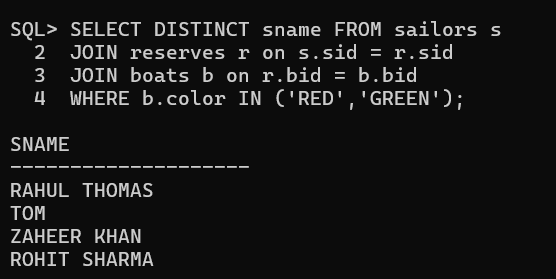 SQL> SELECT DISTINCT sname FROM sailors s
2 JOIN reserves r on s.sid = r.sid
3 JOIN boats b on r.bid = b.bid
4 WHERE b.color IN ('RED','GREEN');
SNAME
--------------------
RAHUL THOMAS
TOM
ZAHEER KHAN
ROHIT SHARMA